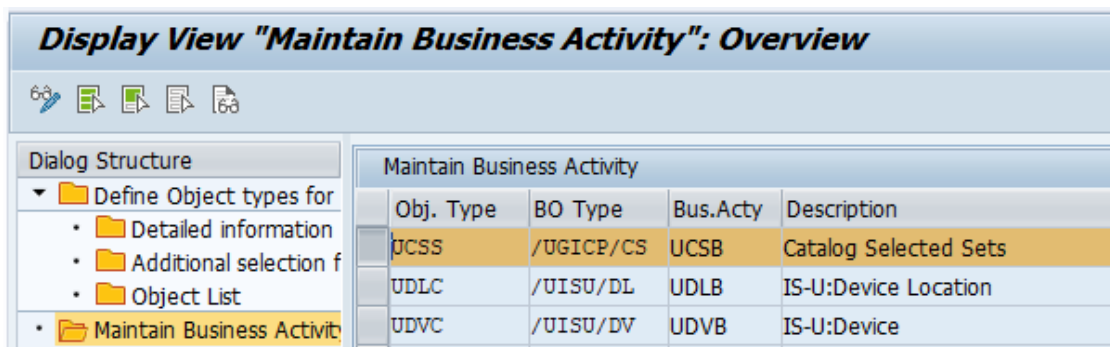 Display View "Maintain Business Activity": Overview
Dialog Structure
Define Object types for
Detailed information
Additional selection f
Object List
Maintain Business Activity
Maintain Business Activity
Obj. Type BO Type Bus.Acty Description
UCSS /UGICP/CS UCSB Catalog Selected Sets
UDLC /UISU/DL UDLB IS-U:Device Location
UDVC /UISU/DV UDVB IS-U:Device